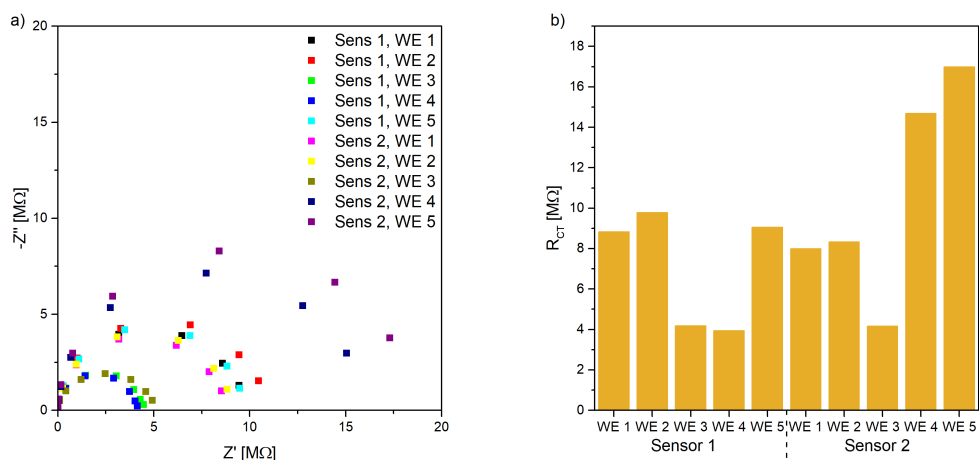 a)
20
15
10
5
0
-Z" [MΩ]
Sens 1, WE 1
Sens 1, WE 2
Sens 1, WE 3
Sens 1, WE 4
Sens 1, WE 5
Sens 2, WE 1
Sens 2, WE 2
Sens 2, WE 3
Sens 2, WE 4
Sens 2, WE 5
0 5 10 15 20
Z' [MΩ]
b)
18
16
14
12
10
8
6
4
2
0
R_CT [MΩ]
WE 1 WE 2 WE 3 WE 4 WE 5 WE 1 WE 2 WE 3 WE 4 WE 5
Sensor 1 Sensor 2